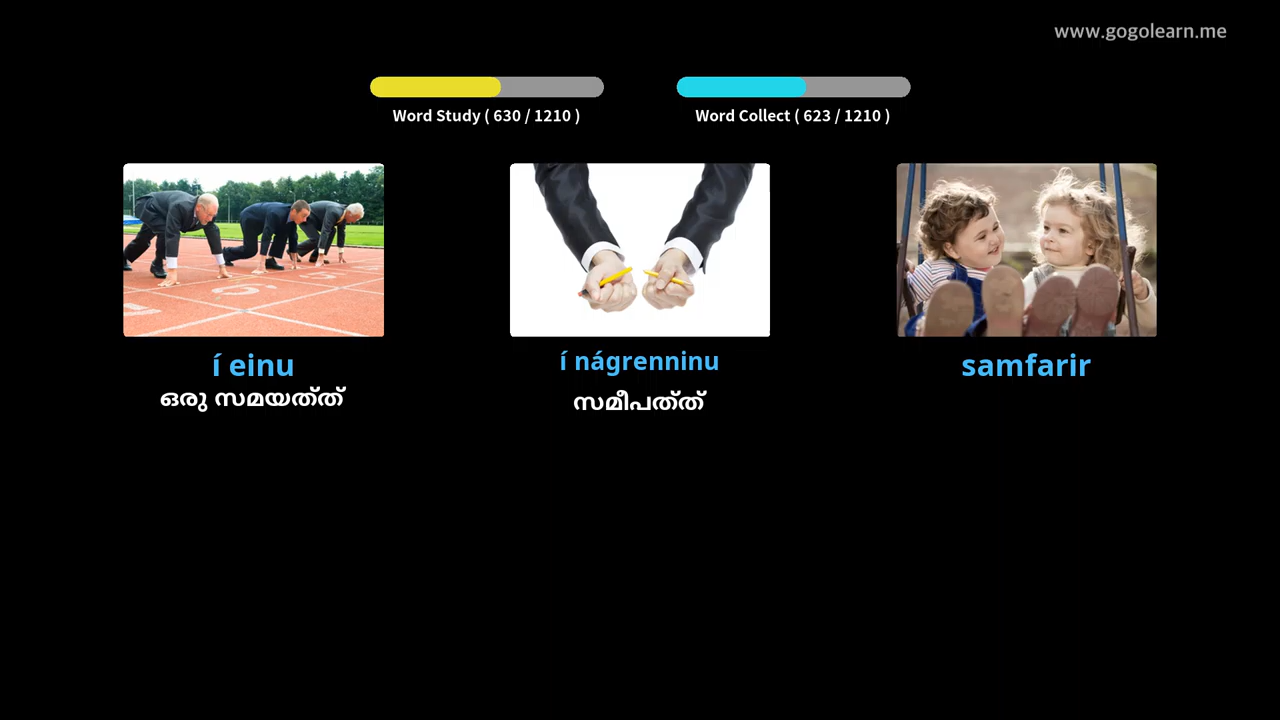 www.gogolearn.me
Word Study ( 630 / 1210 )
Word Collect ( 623 / 1210 )
í einu
ഒരു സമയത്ത്
í nágrenninu
സമീപത്ത്
samfarir